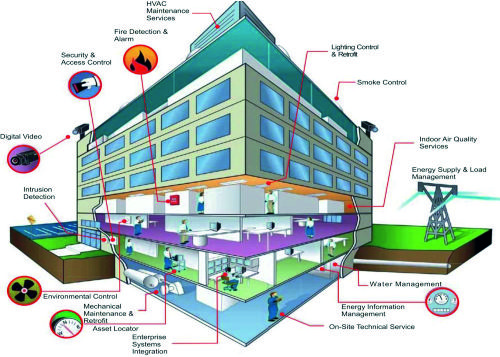 HVAC
Maintenance
Services
Fire Detection &
Alarm
Security &
Access Control
Lighting Control
& Retrofit
Smoke Control
Digital Video
Indoor Air Quality
Services
Energy Supply & Load
Management
Intrusion
Detection
Environmental Control
Mechanical
Maintenance &
Retrofit
Asset Locator
Enterprise
Systems
Integration
Water Management
Energy Information
Management
On-Site Technical Service